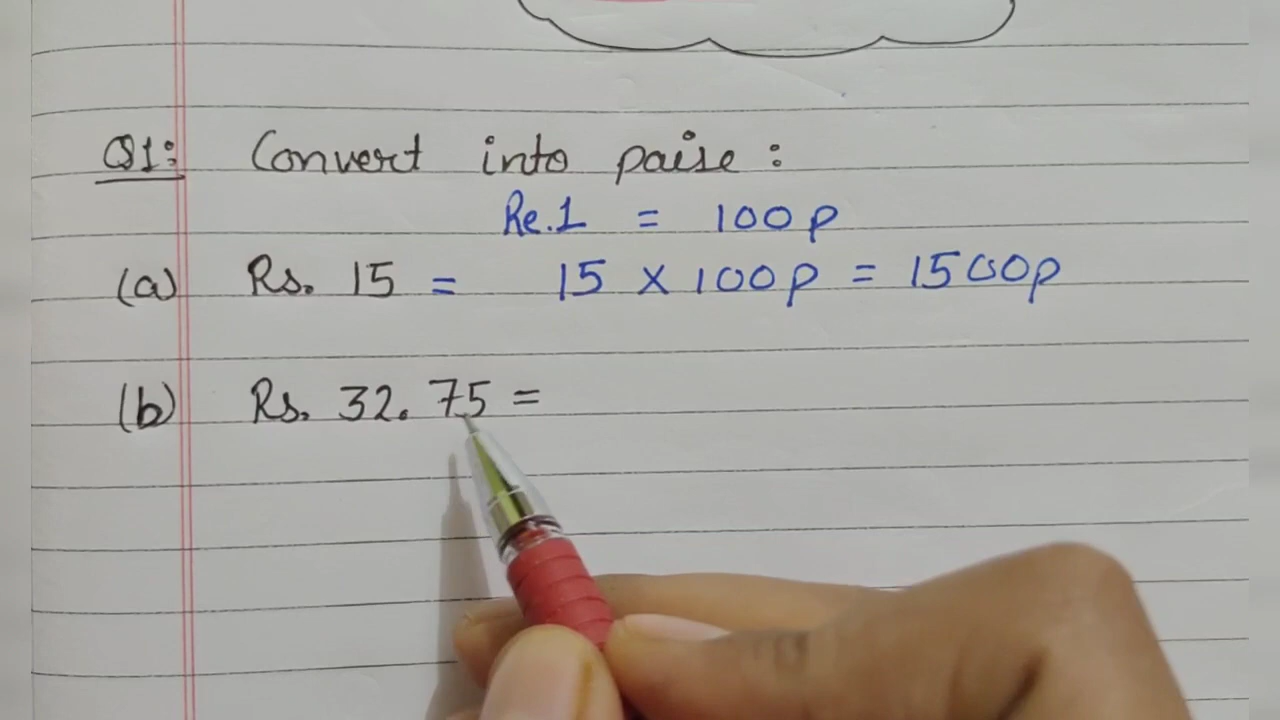 Q1: Convert into paise :
Re.1 = 100p
(a) Rs. 15 = 15 × 100p = 1500p
(b) Rs. 32.75 =